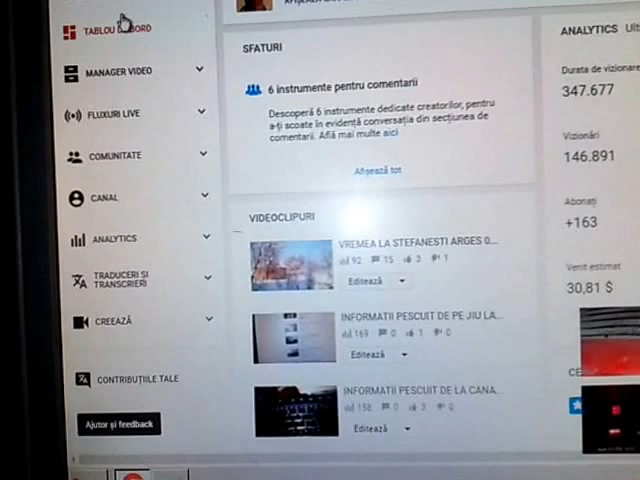 TABLOU BORD
MANAGER VIDEO
FLUXURI LIVE
COMUNITATE
CANAL
ANALYTICS
TRADUCERI ȘI
TRANSCRIERI
CREEAZĂ
CONTRIBUȚIILE TALE
Ajutor și feedback
SFATURI
6 instrumente pentru comentarii
Descoperă 6 instrumente dedicate creatorilor, pentru
a-ți scoate în evidență conversația din secțiunea de
comentarii. Află mai multe aici
Afișează tot
VIDEOCLIPURI
VREMEA LA STEFANESTI ARGES 0...
92 15 3 1
Editează
INFORMATII PESCUIT DE PE JIU LA...
169 0 1 0
Editează
INFORMATII PESCUIT DE LA CANA...
158 0 3 0
Editează
ANALYTICS Ult
Durata de vizionare
347.677
Vizionări
146.891
Abonați
+163
Venit estimat
30,81 $
CE